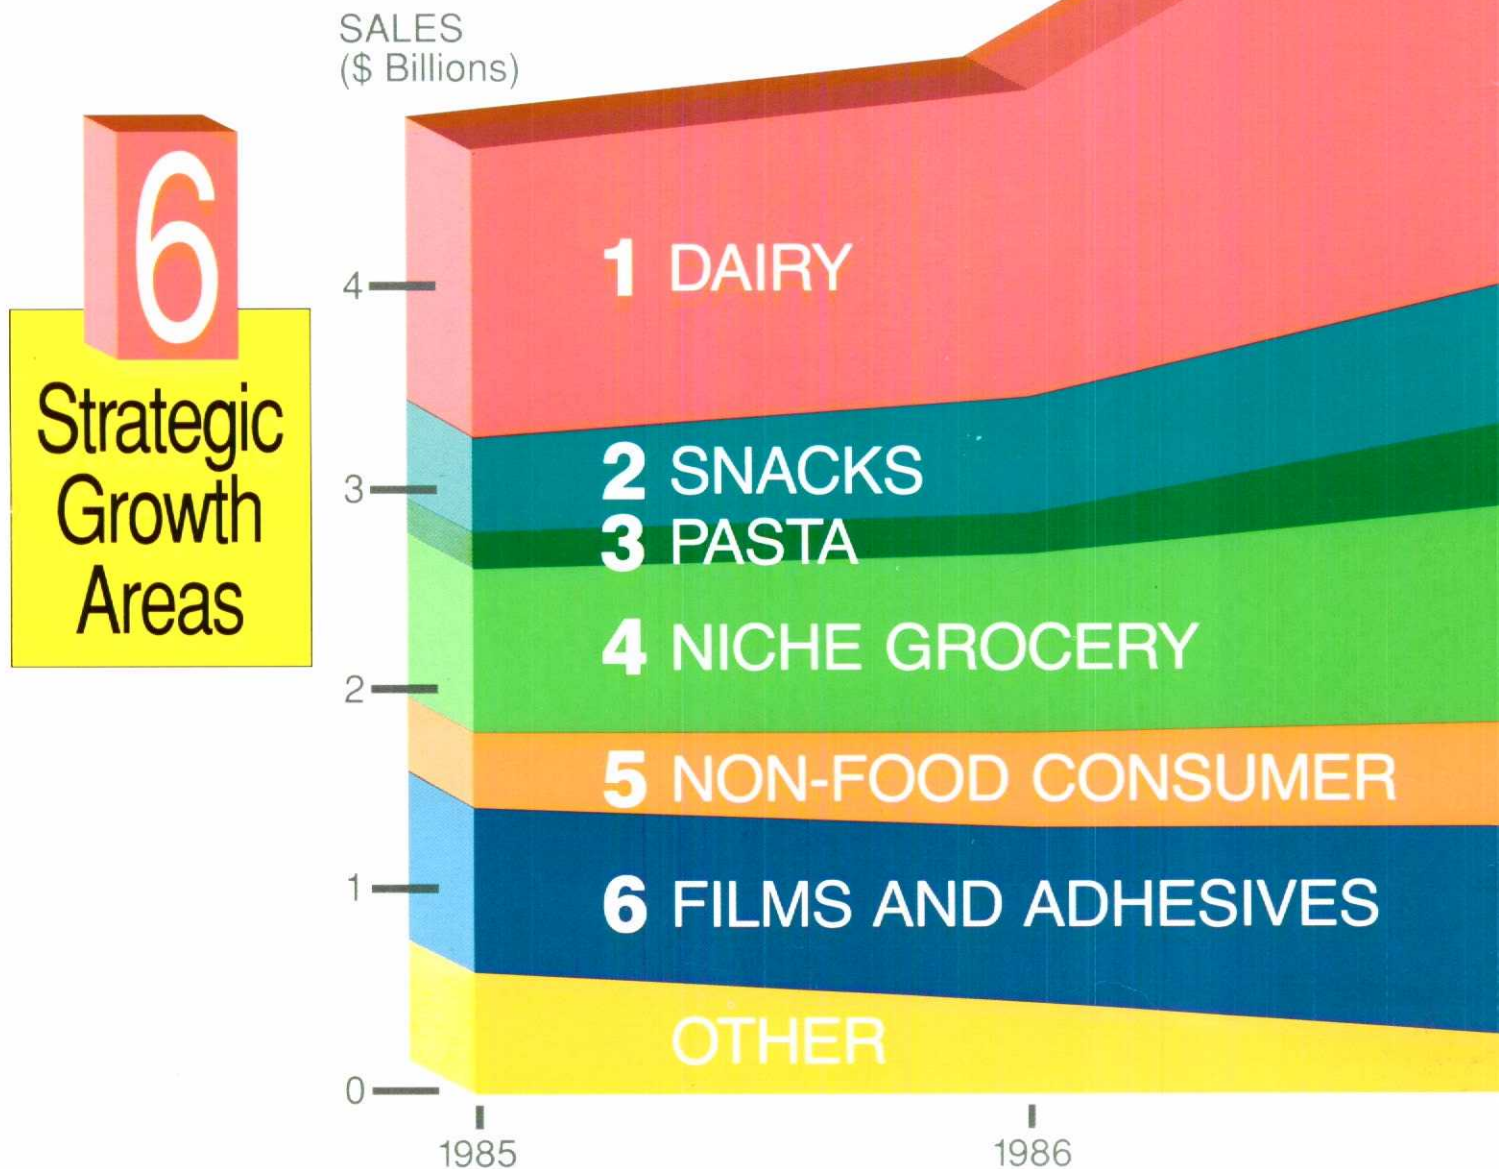 SALES
($ Billions)
6
Strategic
Growth
Areas
4
3
2
1
0
1 DAIRY
2 SNACKS
3 PASTA
4 NICHE GROCERY
5 NON-FOOD CONSUMER
6 FILMS AND ADHESIVES
OTHER
1985
1986